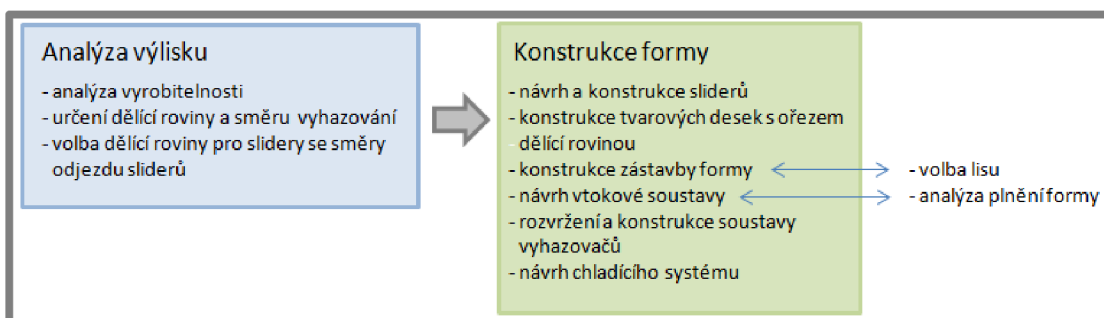 Analýza výlisku
- analýza vyrobitelnosti
- určení dělící roviny a směru vyhazování
- volba dělící roviny pro slidery se směry
odjezdu sliderů
Konstrukce formy
- návrh a konstrukce sliderů
- konstrukce tvarových desek s ořezem
- dělící rovinou
- konstrukce zástavby formy
- návrh vtokové soustavy
- rozvržení a konstrukce soustavy
vyhazovačů
- návrh chladícího systému
- volba lisu
- analýza plnění formy